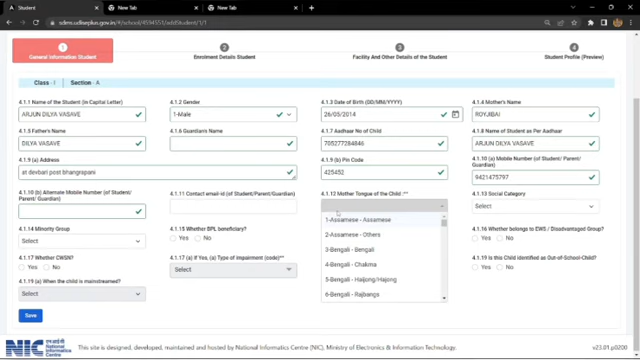 Student
New Tab
New Tab
sdms.udiseplus.gov.in/#/school/4594351/addStudent/1/1
1 2 3 4
General Information Student Enrolment Details Student Facility And Other Details of the Student Student Profile (Preview)
Class - I Section - A
4.1.1 Name of the Student (In Capital Letter) 4.1.2 Gender 4.1.3 Date of Birth (DD/MM/YYYY) 4.1.4 Mother's Name
ARJUN DILYA VASAVE 1-Male 26/05/2014 ROYJIBAI
4.1.5 Father's Name 4.1.6 Guardian's Name 4.1.7 Aadhaar No of Child 4.1.8 Name of Student as Per Aadhaar
DILYA VASAVE 705277284846 ARJUN DILYA VASAVE
4.1.9 (a) Address 4.1.9 (b) Pin Code 4.1.10 (a) Mobile Number (of Student/ Parent/ Guardian)
at devbari post bhangrapani 425452 9421475797
4.1.10 (b) Alternate Mobile Number (of Student/ Parent/ Guardian) 4.1.11 Contact email-id (of Student/Parent/Guardian) 4.1.12 Mother Tongue of the Child :** 4.1.13 Social Category
Select
1-Assamese - Assamese
2-Assamese - Others
3-Bengali - Bengali
4-Bengali - Chakma
5-Bengali - Haijong/Hajong
6-Bengali - Rajbangs
4.1.14 Minority Group 4.1.15 Whether BPL beneficiary? 4.1.16 Whether belongs to EWS / Disadvantaged Group?
Select Yes No Yes No
4.1.17 Whether CWSN? 4.1.17 (a) If Yes, (a) Type of Impairment (code)** 4.1.19 Is this Child identified as Out-of-School-Child?
Yes No Select Yes No
4.1.19 (a) When the child is mainstreamed?
Select
Save
NIC National Informatics Centre
This site is designed, developed, maintained and hosted by National Informatics Centre (NIC), Ministry of Electronics & Information Technology, Government of India.
v23.01.p0200